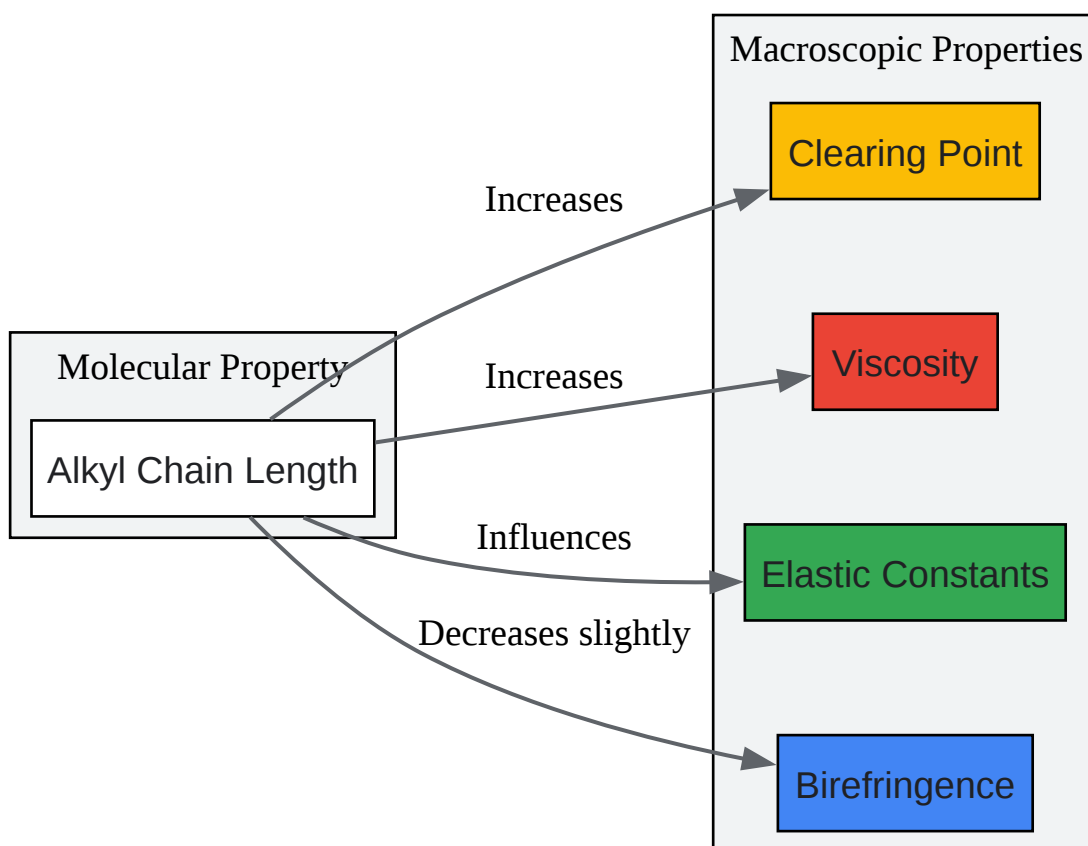 Macroscopic Properties
Clearing Point
Increases
Molecular Property
Increases
Viscosity
Alkyl Chain Length
Influences
Elastic Constants
Decreases slightly
Birefringence